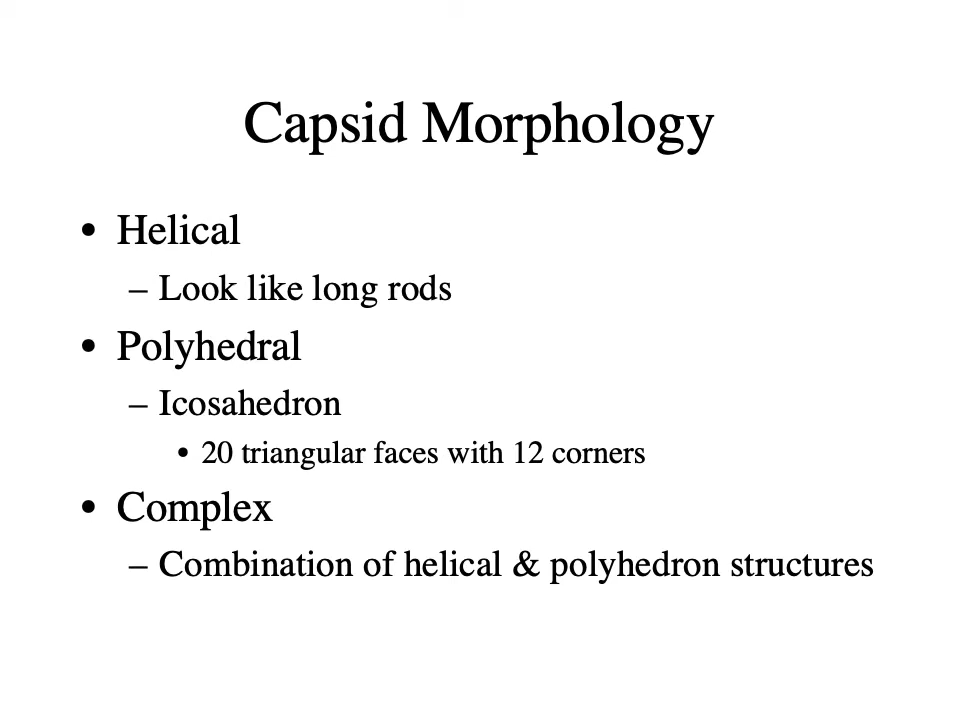 Capsid Morphology
• Helical
– Look like long rods
• Polyhedral
– Icosahedron
• 20 triangular faces with 12 corners
• Complex
– Combination of helical & polyhedron structures